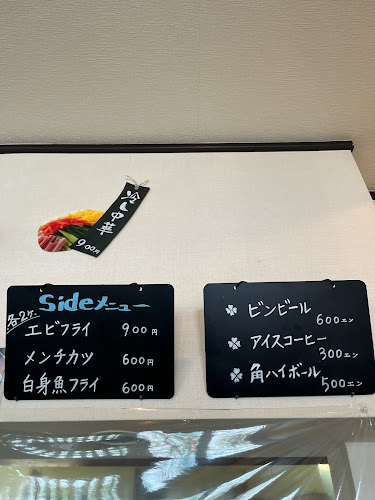 冷し中華
900円
Sideメニュー
各2ケ
エビフライ 900円
メンチカツ 600円
白身魚フライ 600円
ビンビール
600エン
アイスコーヒー
300エン
角ハイボール
500エン